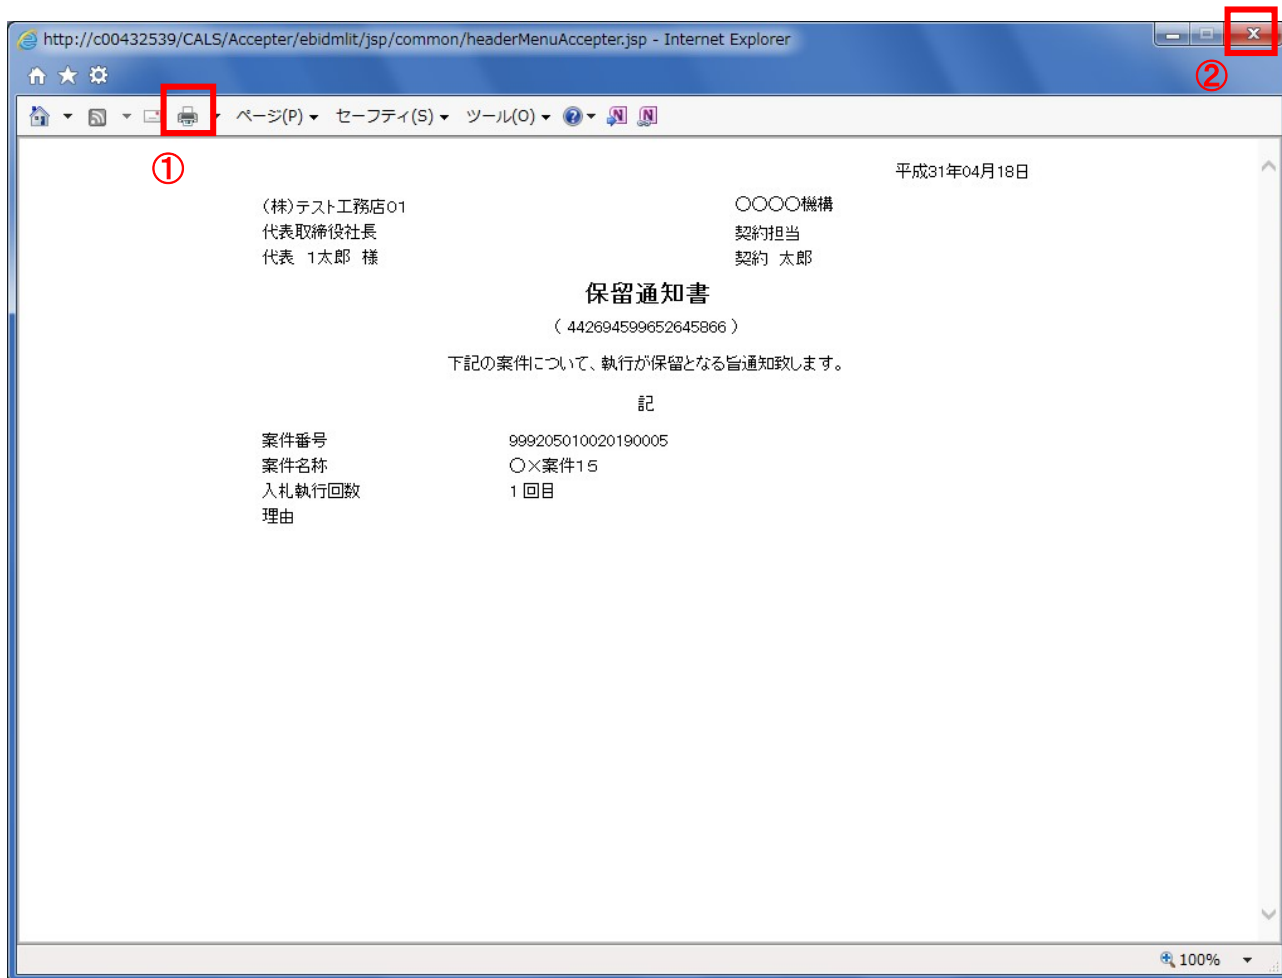 http://c00432539/CALS/Accepter/ebidmlit/jsp/common/headerMenuAccepter.jsp - Internet Explorer
②
ページ(P) セーフティ(S) ツール(O)
①
平成31年04月18日
(株)テスト工務店01
〇〇〇〇機構
代表取締役社長
契約担当
代表 1太郎 様
契約 太郎
保留通知書
( 442694599652645866 )
下記の案件について、執行が保留となる旨通知致します。
記
案件番号 999205010020190005
案件名称 〇×案件15
入札執行回数 1回目
理由
100%